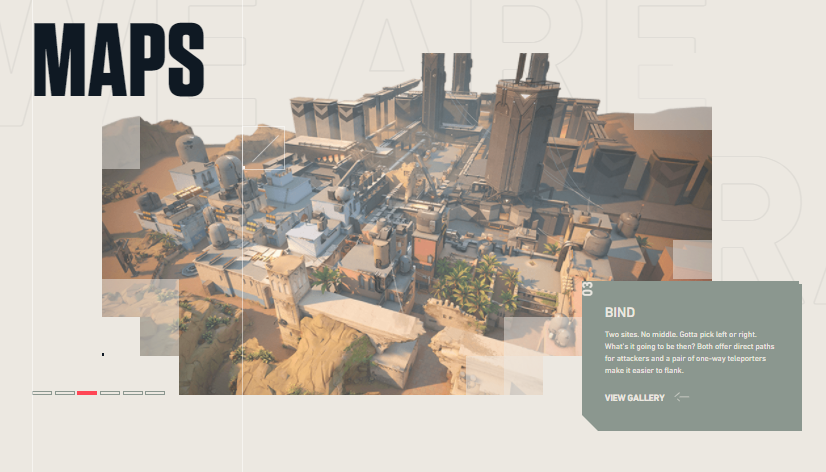 WE ARE
MAPS
RA
03
BIND
Two sites. No middle. Gotta pick left or right.
What's it going to be then? Both offer direct paths
for attackers and a pair of one-way teleporters
make it easier to flank.
VIEW GALLERY